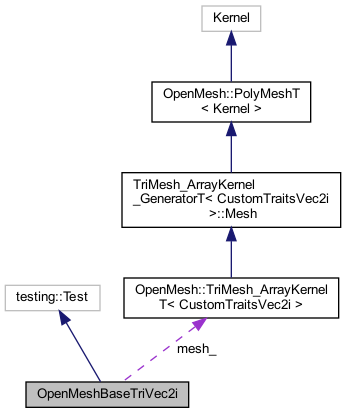 Kernel
OpenMesh::PolyMeshT
< Kernel >
TriMesh_ArrayKernel
_GeneratorT< CustomTraitsVec2i
>::Mesh
testing::Test
OpenMesh::TriMesh_ArrayKernel
T< CustomTraitsVec2i >
mesh_
OpenMeshBaseTriVec2i